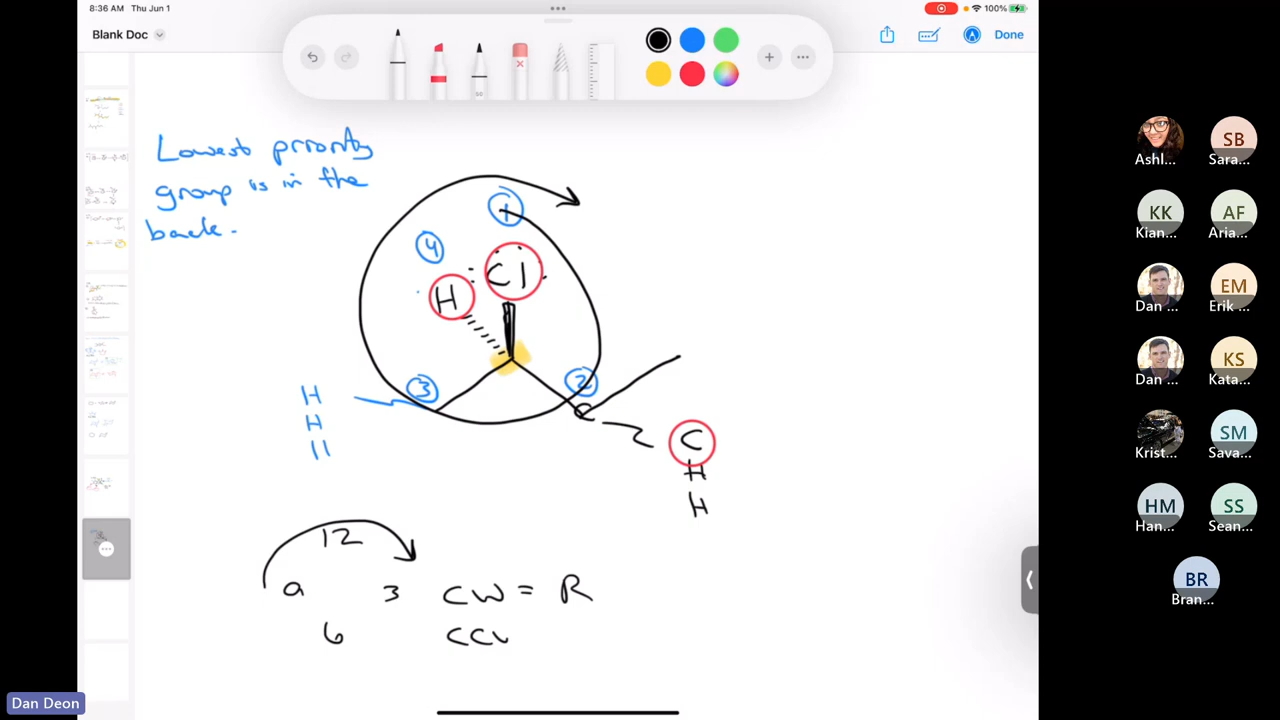 8:36 AM Thu Jun 1
100%
Blank Doc
Done
Lowest priority
group is in the
back.
1
4
H
Cl
3
2
H
H
H
C
C
H
H
12
9 3 CW = R
6 CCW
Ashl...
SB
Sara...
KK
Kian...
AF
Aria...
Dan ...
EM
Erik ...
Dan ...
KS
Kata...
Krist...
SM
Sava...
HM
Han...
SS
Sean...
BR
Bran...
Dan Deon